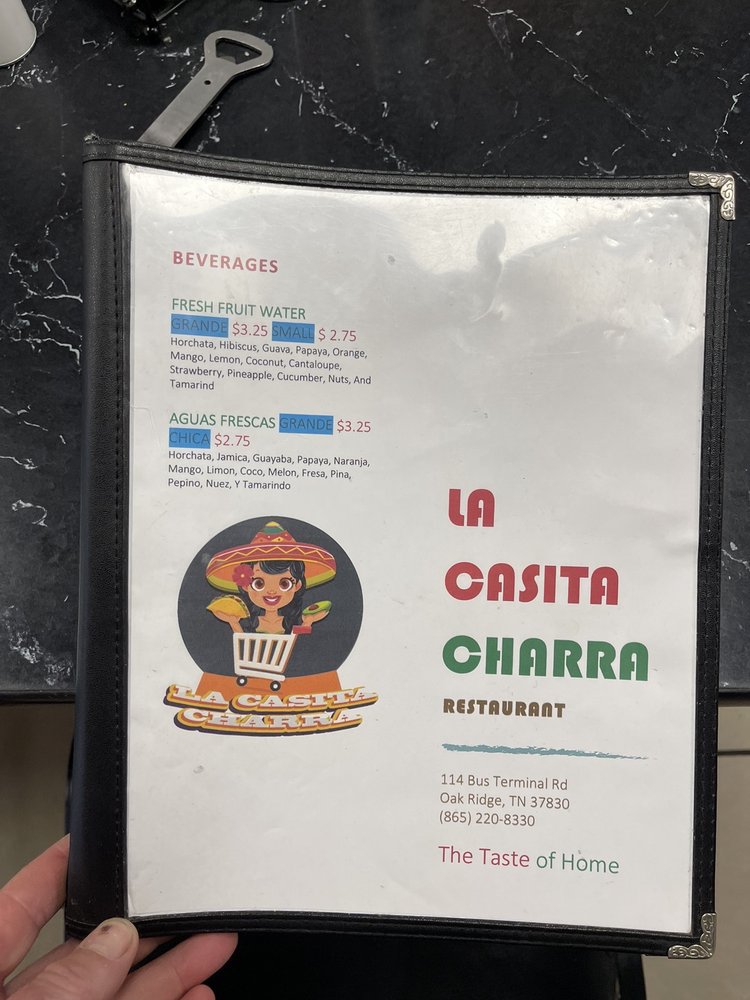 BEVERAGES
FRESH FRUIT WATER
GRANDE $3.25 SMALL $ 2.75
Horchata, Hibiscus, Guava, Papaya, Orange,
Mango, Lemon, Coconut, Cantaloupe,
Strawberry, Pineapple, Cucumber, Nuts, And
Tamarind
AGUAS FRESCAS GRANDE $3.25
CHICA $2.75
Horchata, Jamica, Guayaba, Papaya, Naranja,
Mango, Limon, Coco, Melon, Fresa, Pina,
Pepino, Nuez, Y Tamarindo
LA CASITA
CHARRA
LA
CASITA
CHARRA
RESTAURANT
114 Bus Terminal Rd
Oak Ridge, TN 37830
(865) 220-8330
The Taste of Home